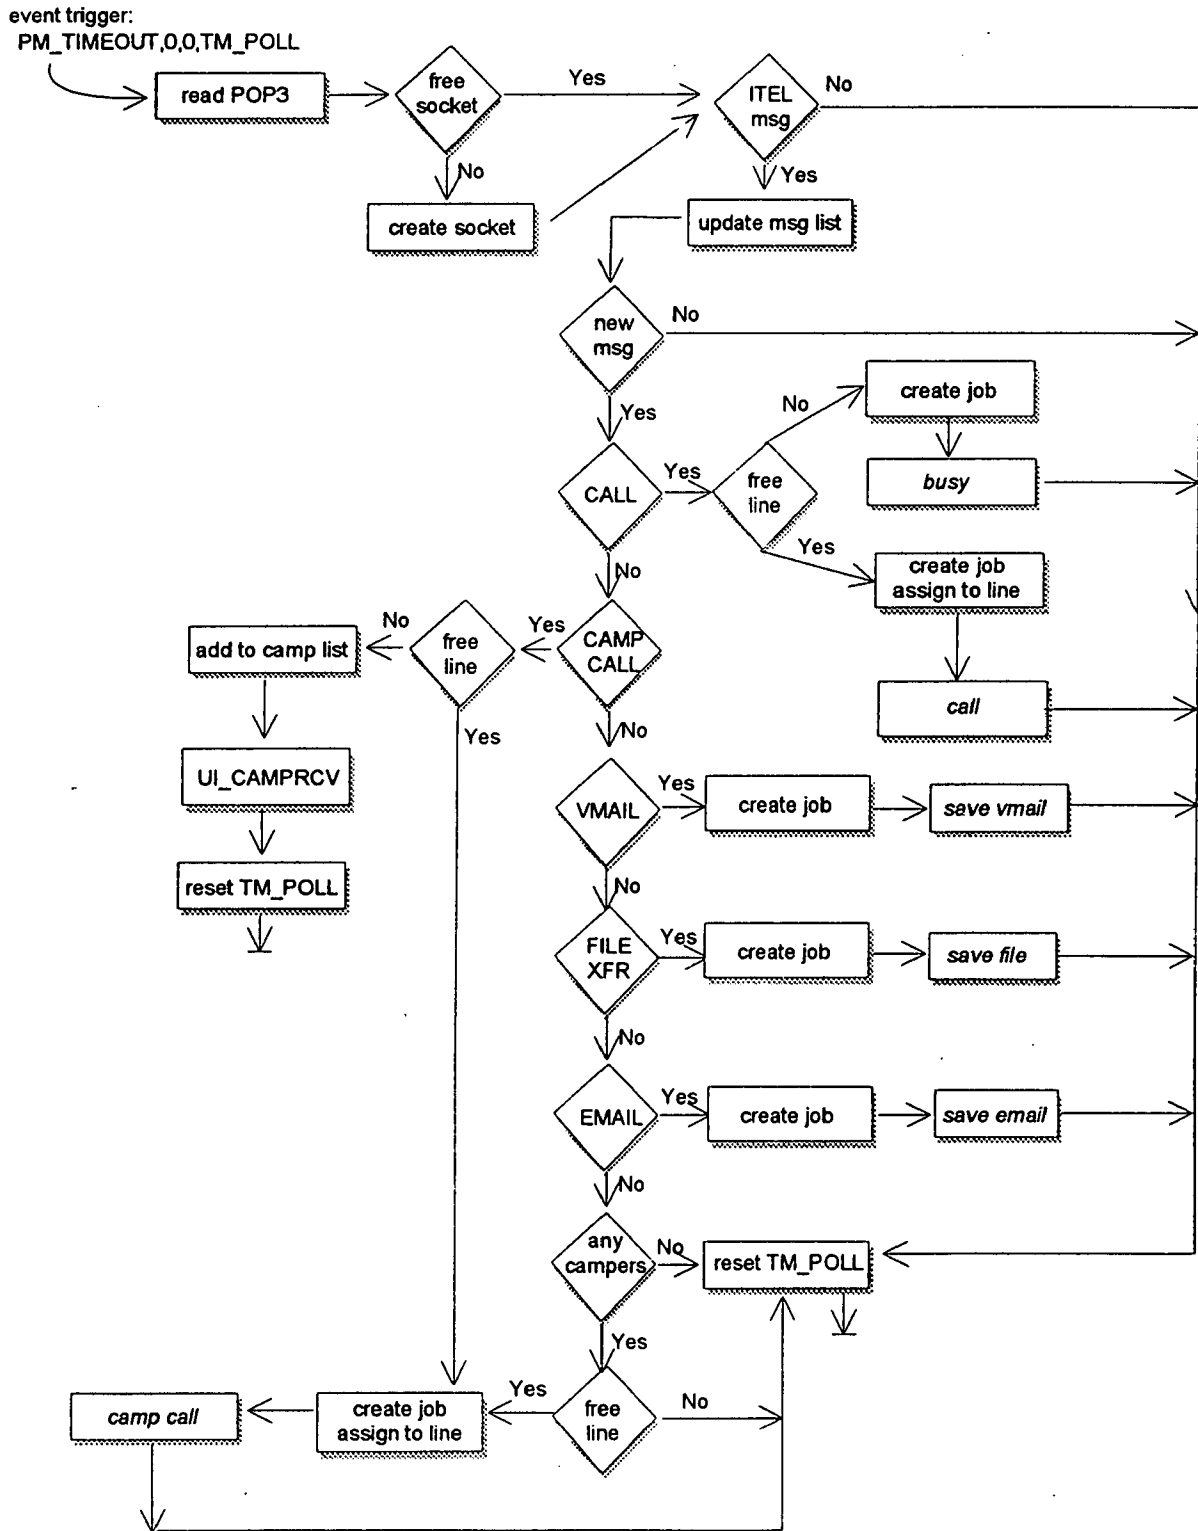 event trigger:
PM_TIMEOUT,0,0,TM_POLL
read POP3
free
socket
Yes
No
create socket
ITEL
msg
No
Yes
update msg list
new
msg
No
Yes
CALL
Yes
No
free
line
No
create job
busy
Yes
create job
assign to line
call
CAMP
CALL
Yes
No
free
line
No
Yes
add to camp list
UI_CAMPRCV
reset TM_POLL
VMAIL
Yes
create job
save vmail
No
FILE
XFR
Yes
create job
save file
No
EMAIL
Yes
create job
save email
No
any
campers
No
reset TM_POLL
Yes
free
line
No
Yes
create job
assign to line
camp call